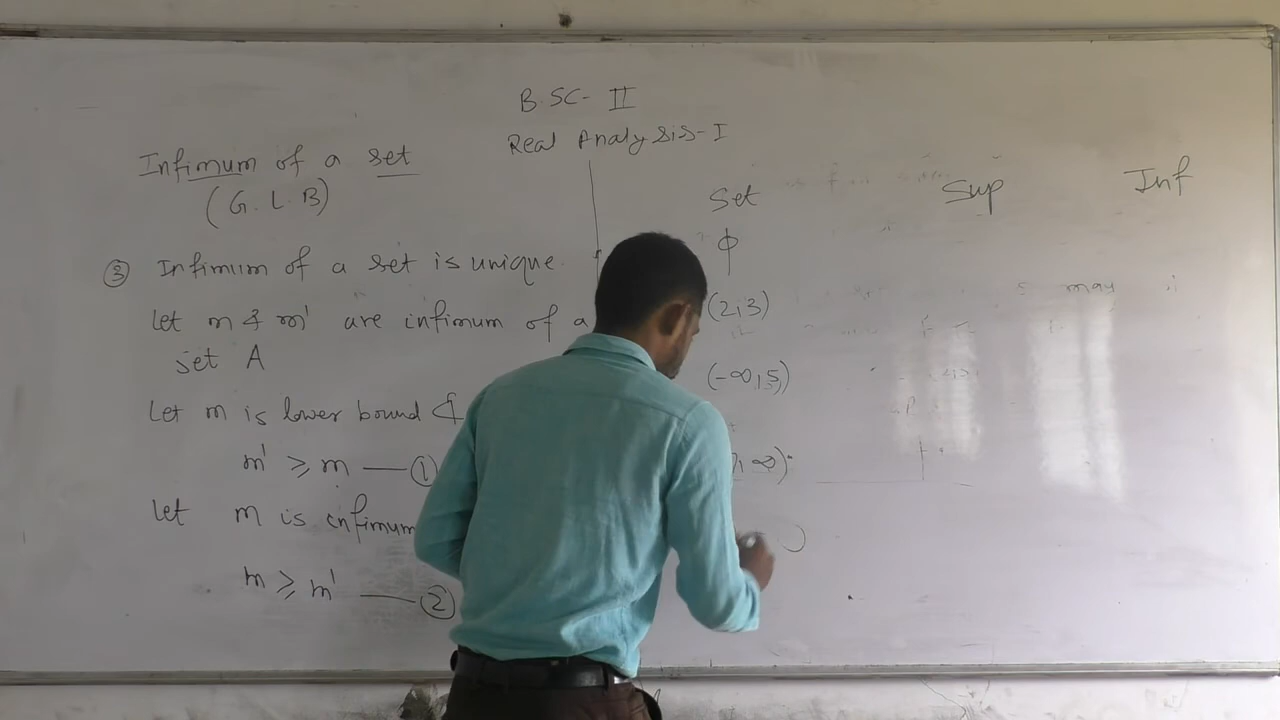 B.SC-II
Real Analysis-I
Infimum of a set
(G.L.B)
③ Infimum of a set is unique.
Let m & m' are infimum of a
set A
Let m is lower bound &
m' ⩾ m — ①
Let m is infimum
m ⩾ m' — ②
Set Sup Inf
ϕ
(2,3)
(-∞,5)
, ∞)
)
may